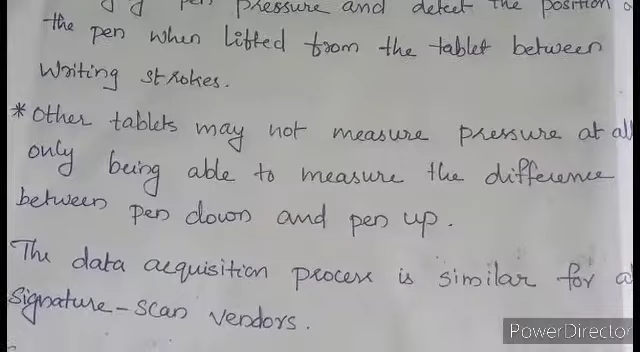 pen pressure and detect the position
the pen when lifted from the tablet between
writing strokes.
* Other tablets may not measure pressure at
only being able to measure the difference
between pen down and pen up.
The data acquisition process is similar for
signature-scan vendors.
PowerDirector